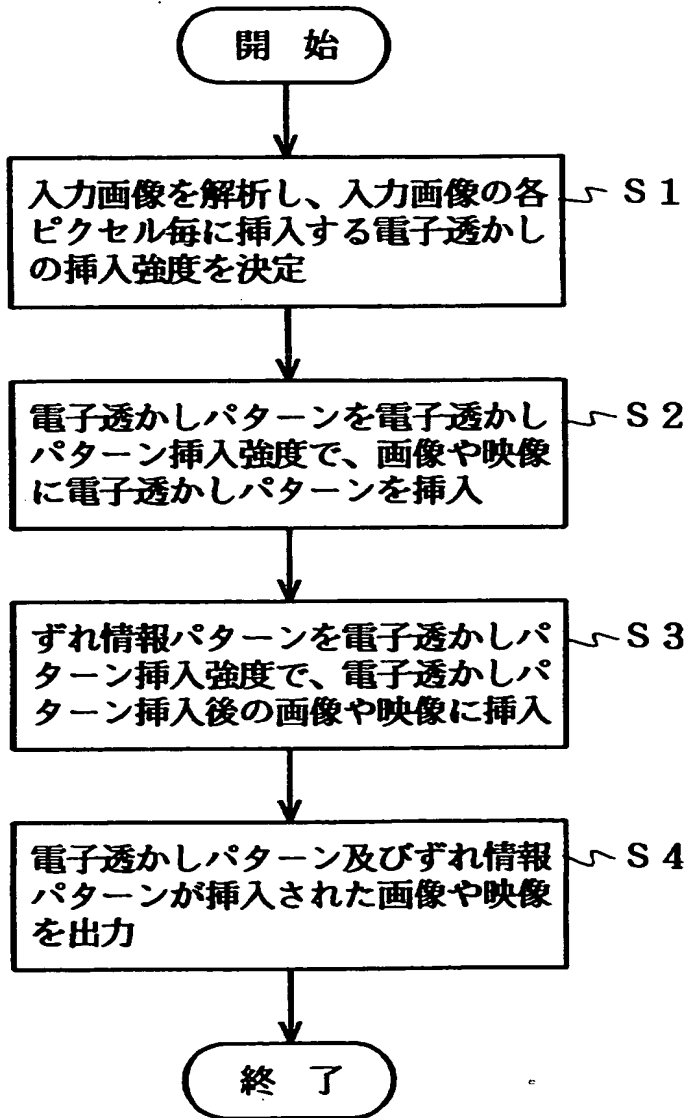 開 始
入力画像を解析し、入力画像の各
ピクセル毎に挿入する電子透かし
の挿入強度を決定
S1
電子透かしパターンを電子透かし
パターン挿入強度で、画像や映像
に電子透かしパターンを挿入
S2
ずれ情報パターンを電子透かしパ
ターン挿入強度で、電子透かしパ
ターン挿入後の画像や映像に挿入
S3
電子透かしパターン及びずれ情報
パターンが挿入された画像や映像
を出力
S4
終 了